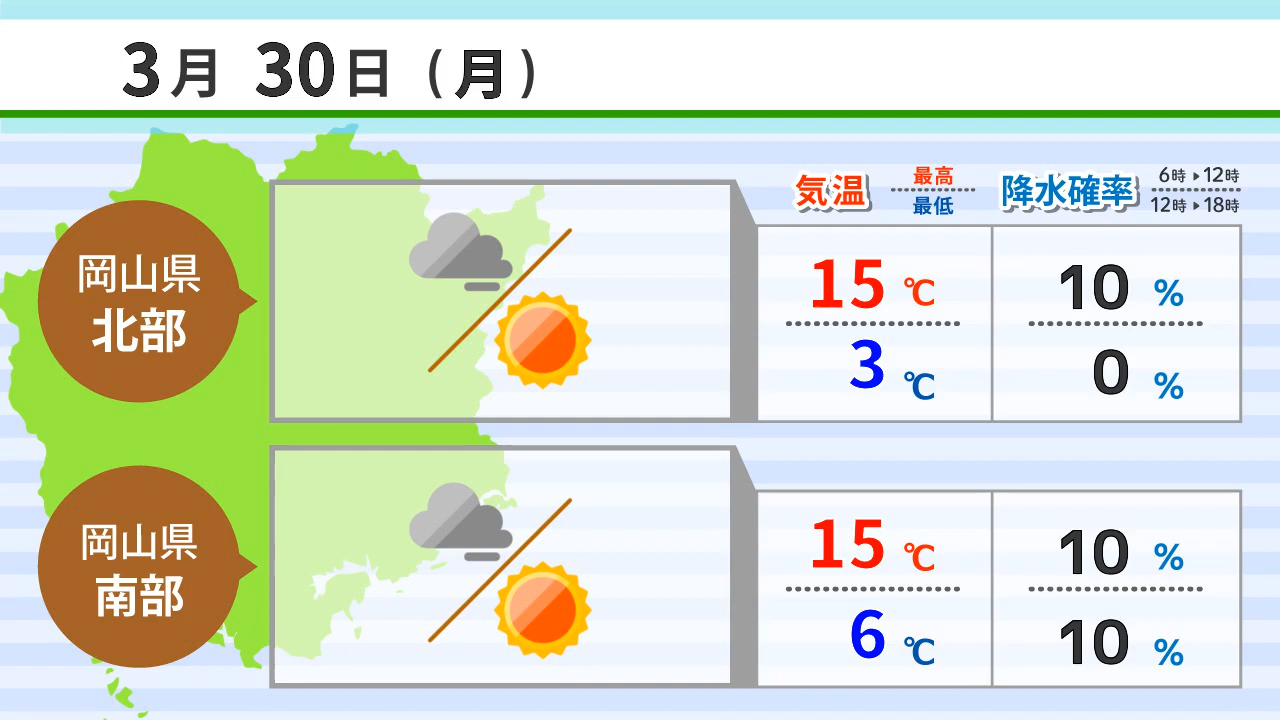 3月 30日（月）
気温 最高 最低 降水確率 6時▶12時 12時▶18時
岡山県
北部
15℃ 10%
3℃ 0%
岡山県
南部
15℃ 10%
6℃ 10%